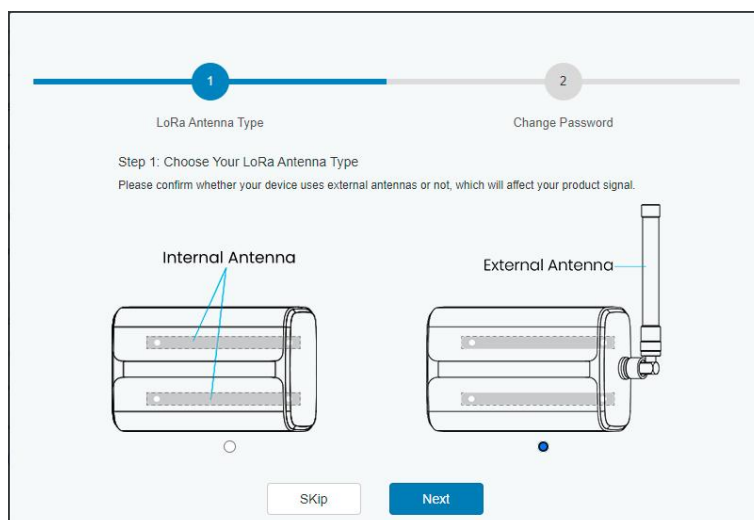 1
2
LoRa Antenna Type
Change Password
Step 1: Choose Your LoRa Antenna Type
Please confirm whether your device uses external antennas or not, which will affect your product signal.
Internal Antenna
External Antenna
SKip
Next